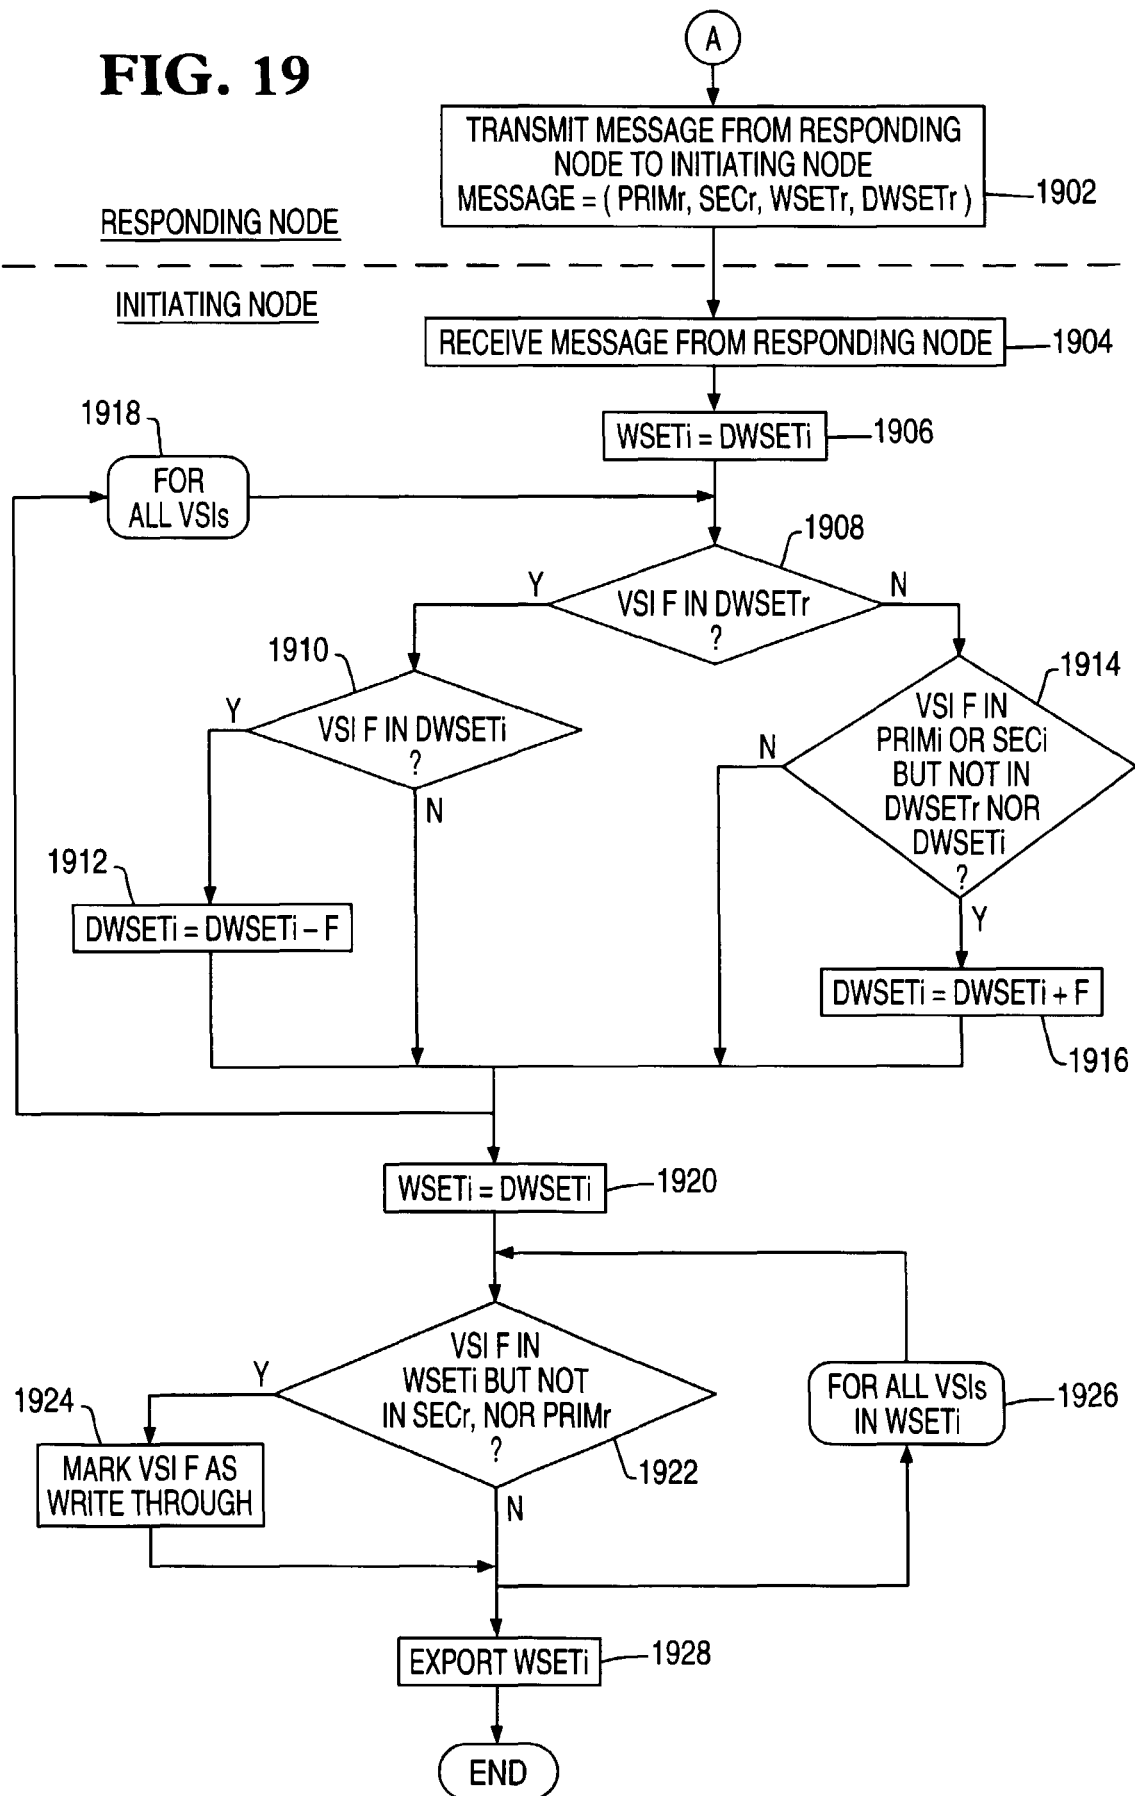 A
FIG. 19
TRANSMIT MESSAGE FROM RESPONDING
NODE TO INITIATING NODE
MESSAGE = ( PRIMr, SECr, WSETr, DWSETr )
1902
RESPONDING NODE
INITIATING NODE
RECEIVE MESSAGE FROM RESPONDING NODE
1904
1918
WSETi = DWSETi
1906
FOR
ALL VSIs
1908
Y
N
VSI F IN DWSETr
?
1910
1914
Y
VSI F IN DWSETi
?
N
N
VSI F IN
PRIMi OR SECi
BUT NOT IN
DWSETr NOR
DWSETi
?
Y
1912
DWSETi = DWSETi – F
DWSETi = DWSETi + F
1916
WSETi = DWSETi
1920
Y
VSI F IN
WSETi BUT NOT
IN SECr, NOR PRIMr
?
1922
N
FOR ALL VSIs
IN WSETi
1926
1924
MARK VSI F AS
WRITE THROUGH
EXPORT WSETi
1928
END